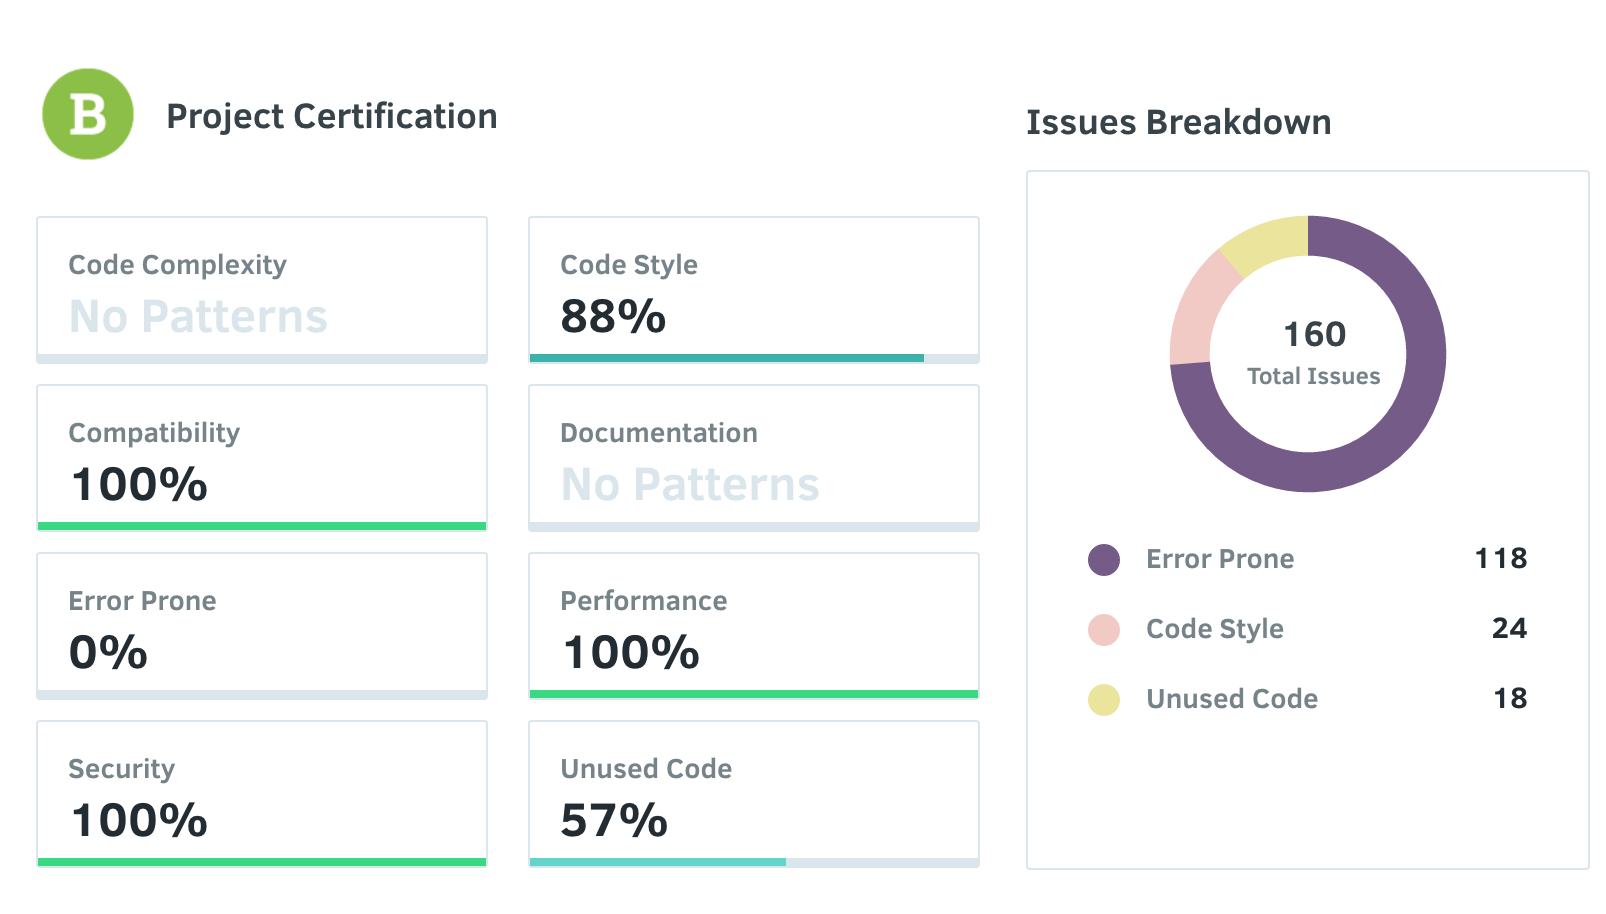 B
Project Certification
Code Complexity
No Patterns
Code Style
88%
Compatibility
100%
Documentation
No Patterns
Error Prone
0%
Performance
100%
Security
100%
Unused Code
57%
Issues Breakdown
160
Total Issues
Error Prone 118
Code Style 24
Unused Code 18